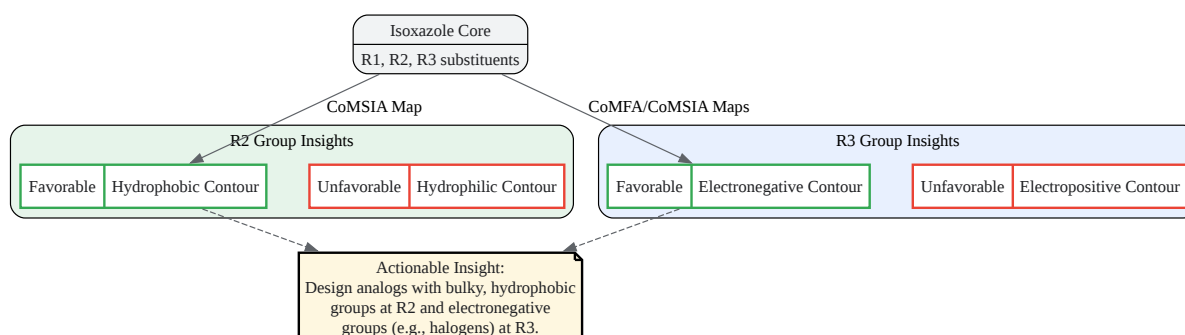 Isoxazole Core
R1, R2, R3 substituents
CoMSIA Map
CoMFA/CoMSIA Maps
R2 Group Insights
R3 Group Insights
Favorable
Hydrophobic Contour
Unfavorable
Hydrophilic Contour
Favorable
Electronegative Contour
Unfavorable
Electropositive Contour
Actionable Insight:
Design analogs with bulky, hydrophobic
groups at R2 and electronegative
groups (e.g., halogens) at R3.